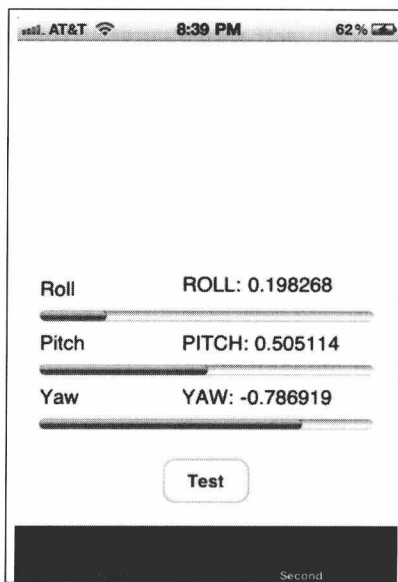 AT&T 8:39 PM 62%
Roll ROLL: 0.198268
Pitch PITCH: 0.505114
Yaw YAW: -0.786919
Test
Second